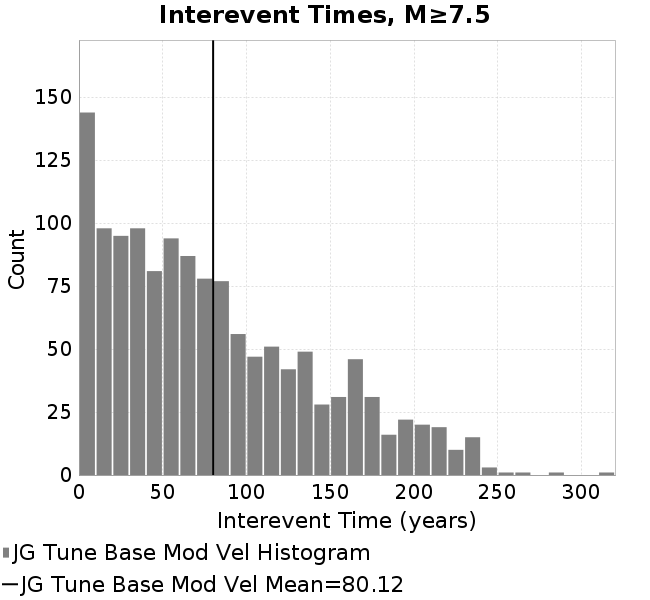 Interevent Times, M≥7.5
150
125
100
75
50
25
0
Count
0 50 100 150 200 250 300
Interevent Time (years)
JG Tune Base Mod Vel Histogram
JG Tune Base Mod Vel Mean=80.12